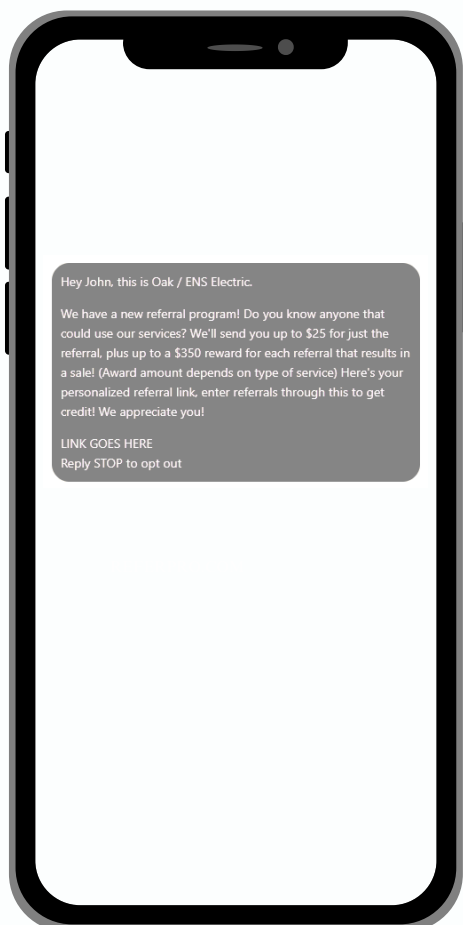 Hey John, this is Oak / ENS Electric.
We have a new referral program! Do you know anyone that
could use our services? We'll send you up to $25 for just the
referral, plus up to a $350 reward for each referral that results in
a sale! (Award amount depends on type of service) Here's your
personalized referral link, enter referrals through this to get
credit! We appreciate you!
LINK GOES HERE
Reply STOP to opt out